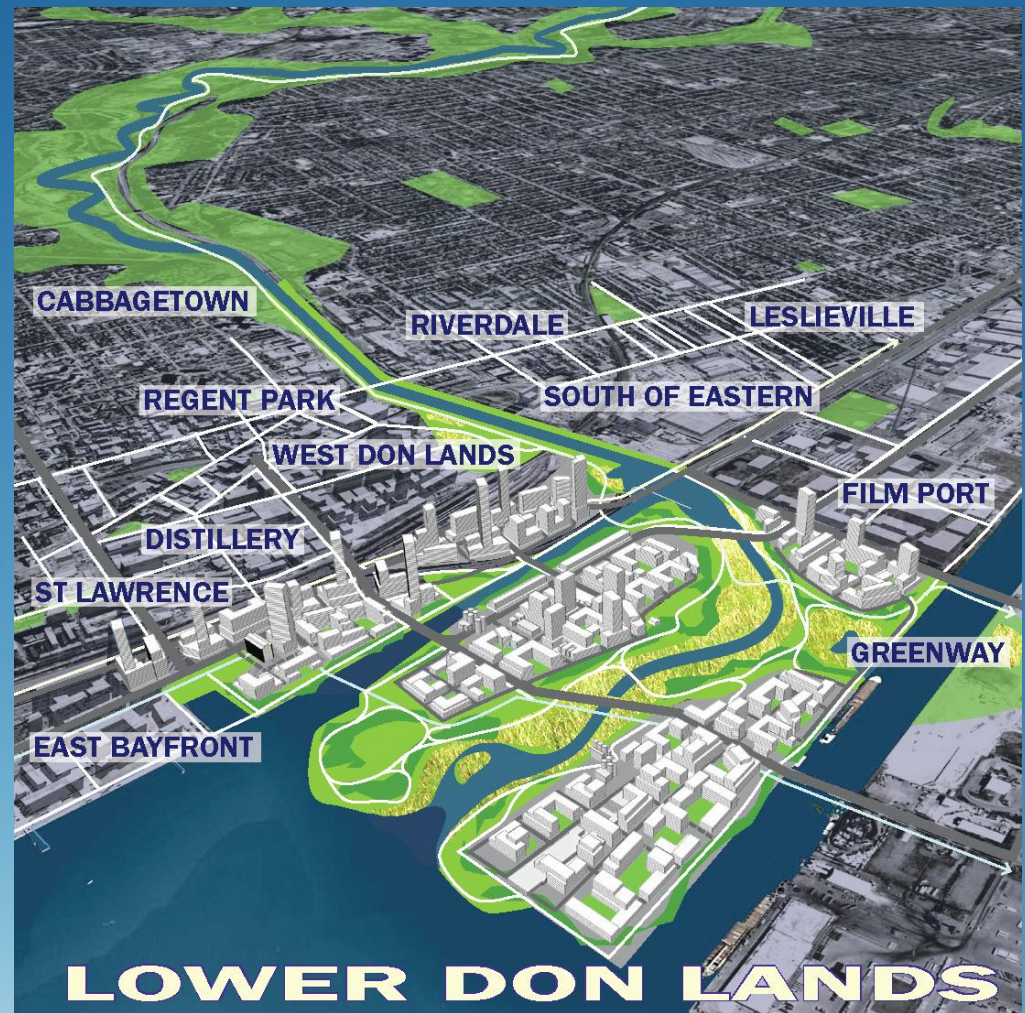 CABBAGETOWN
RIVERDALE
LESLIEVILLE
REGENT PARK
SOUTH OF EASTERN
WEST DON LANDS
FILM PORT
DISTILLERY
ST LAWRENCE
GREENWAY
EAST BAYFRONT
LOWER DON LANDS